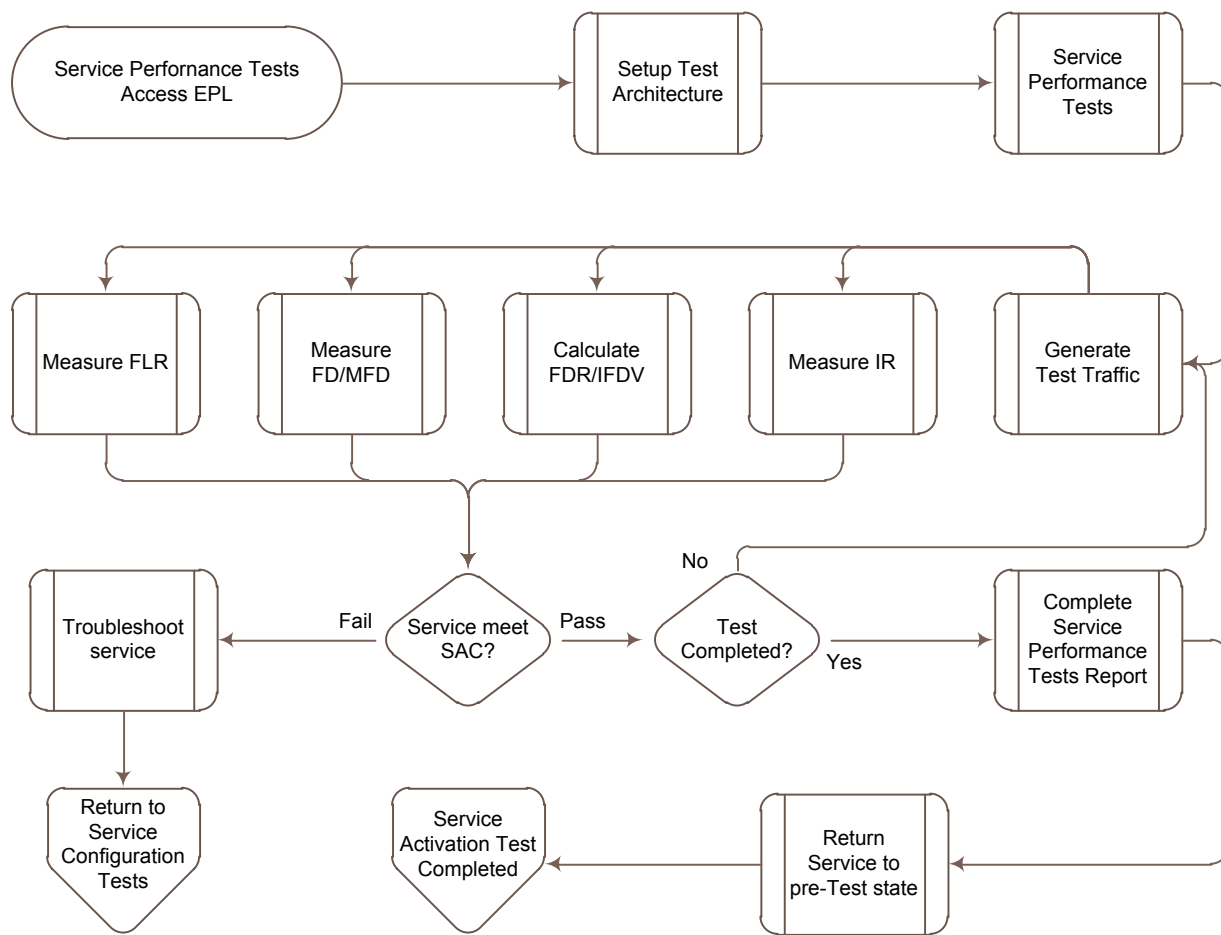 Service Perfornance Tests
Access EPL
Setup Test
Architecture
Service
Performance
Tests
Measure FLR
Measure
FD/MFD
Calculate
FDR/IFDV
Measure IR
Generate
Test Traffic
No
Troubleshoot
service
Fail
Service meet
SAC?
Pass
Test
Completed?
Yes
Complete
Service
Performance
Tests Report
Return to
Service
Configuration
Tests
Service
Activation Test
Completed
Return
Service to
pre-Test state